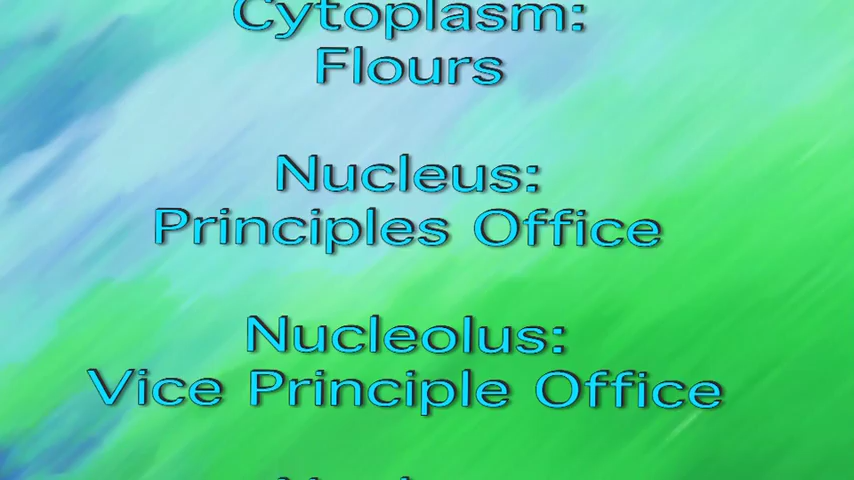 Cytoplasm:
Flours
Nucleus:
Principles Office
Nucleolus:
Vice Principle Office